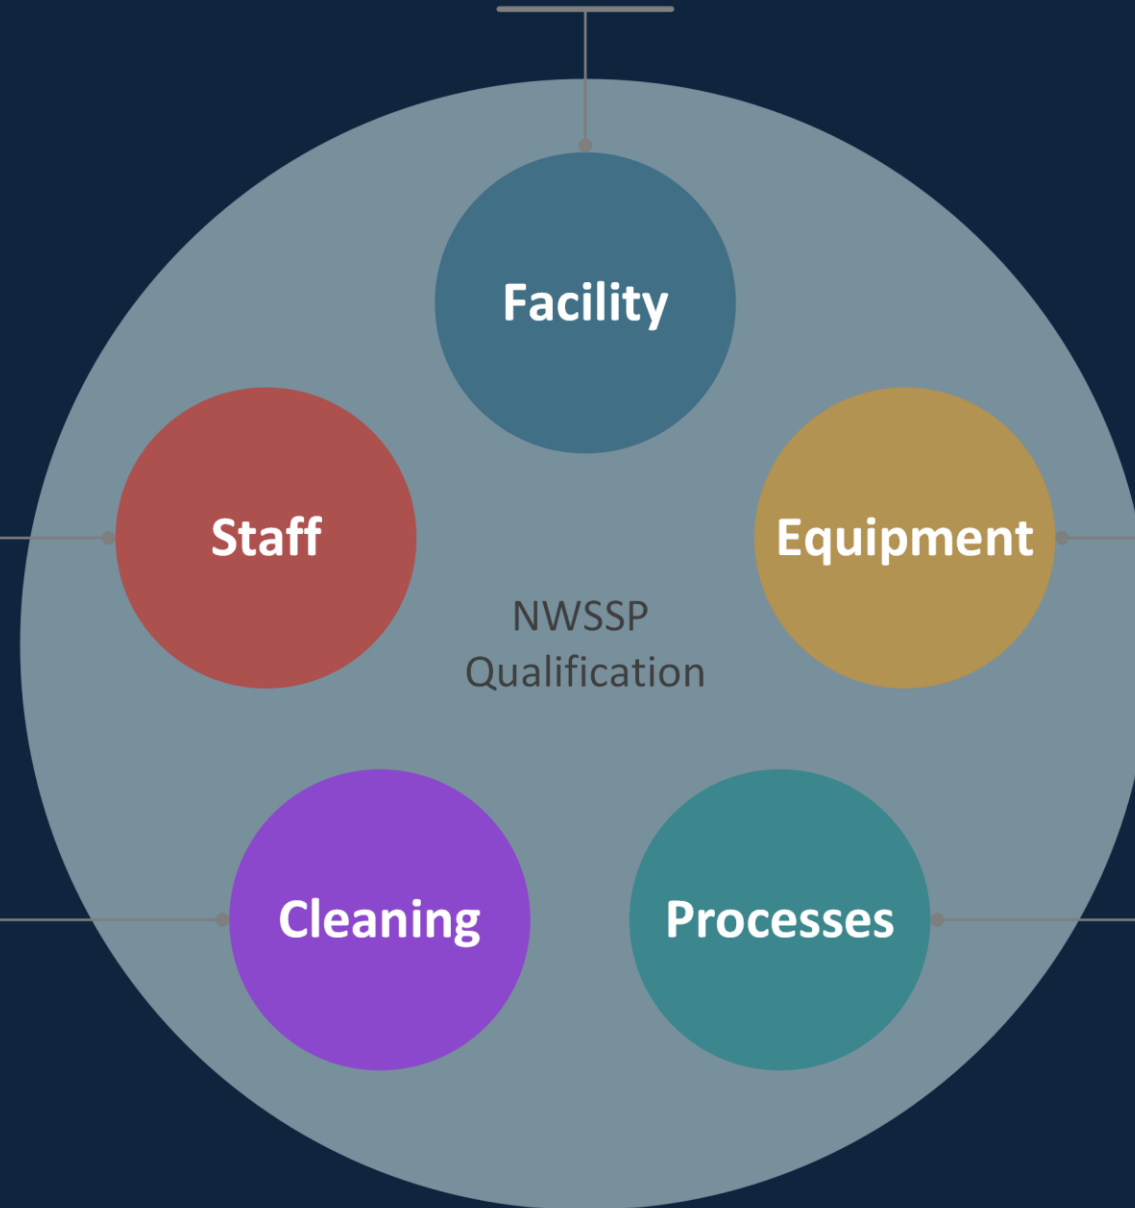 Facility
Staff
Equipment
NWSSP
Qualification
Cleaning
Processes